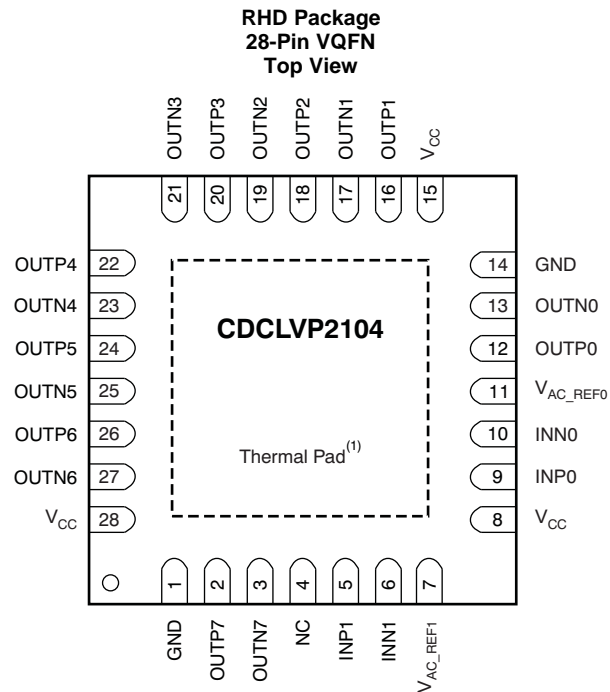 RHD Package
28-Pin VQFN
Top View
OUTN3
OUTP3
OUTN2
OUTP2
OUTN1
OUTP1
VCC
21
20
19
18
17
16
15
OUTP4 22
OUTN4 23
OUTP5 24
OUTN5 25
OUTP6 26
OUTN6 27
VCC 28
CDCLVP2104
Thermal Pad(1)
14 GND
13 OUTN0
12 OUTP0
11 VAC_REF0
10 INN0
9 INP0
8 VCC
1
2
3
4
5
6
7
GND
OUTP7
OUTN7
NC
INP1
INN1
VAC_REF1